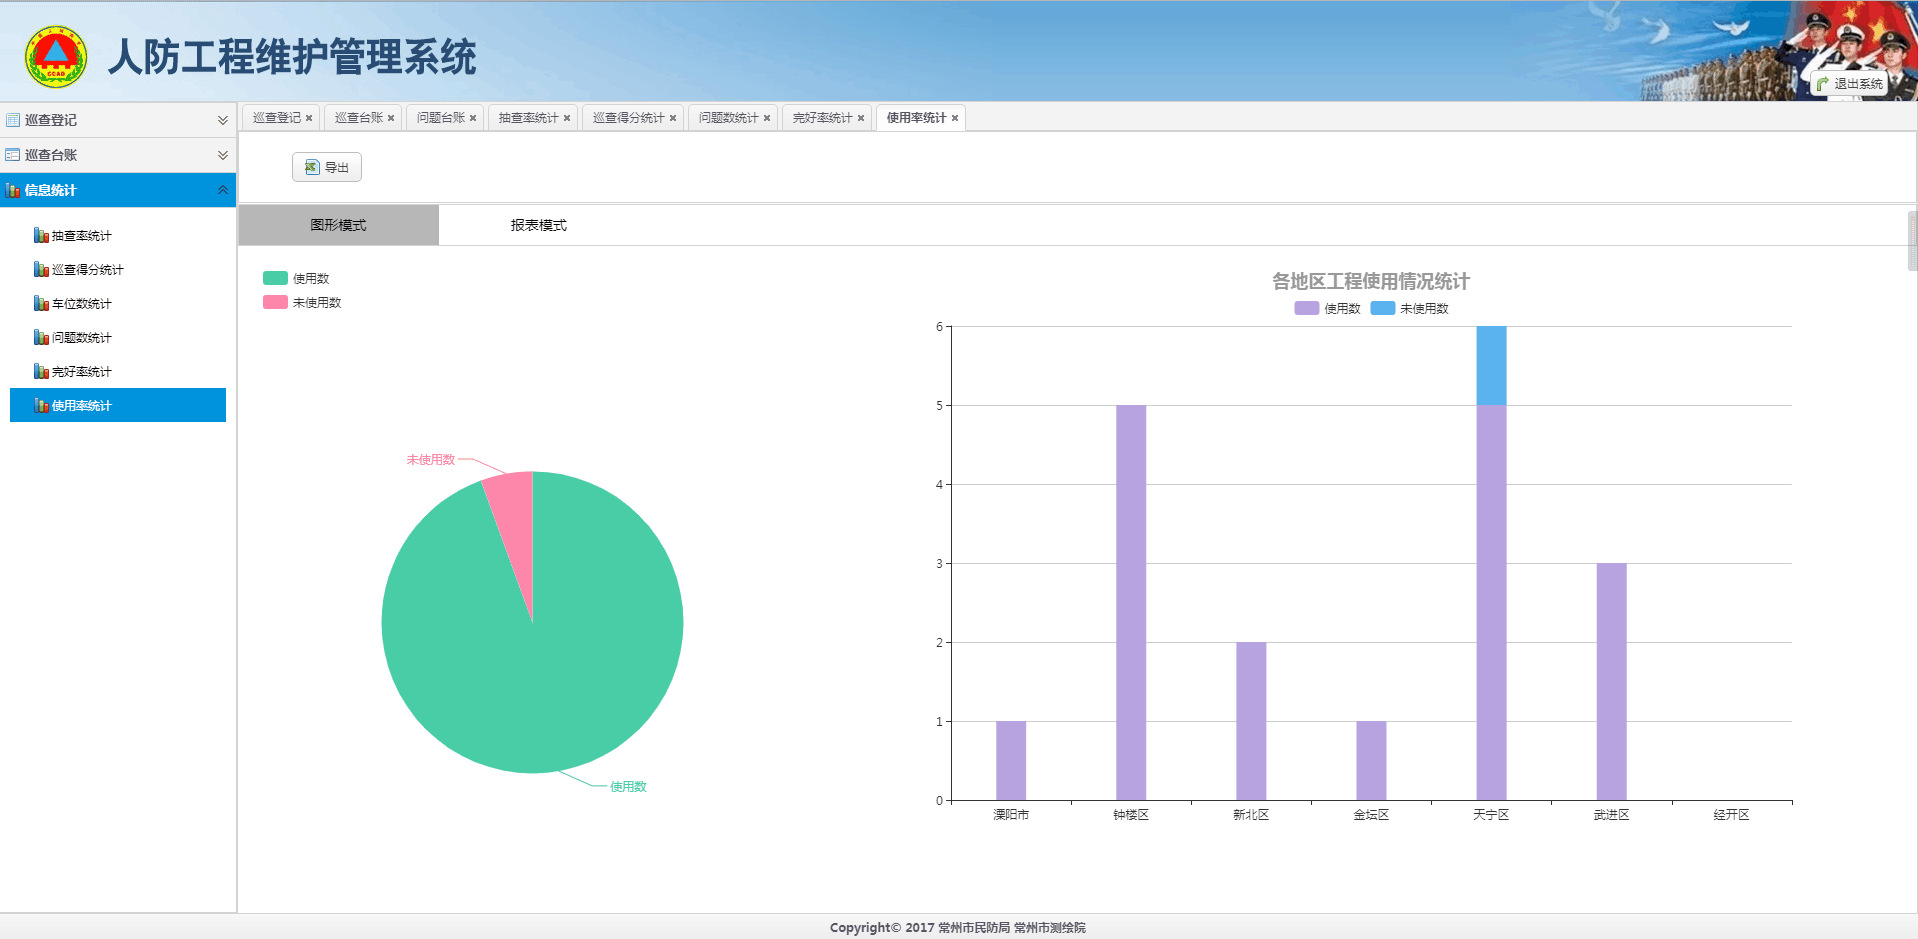 人防工程维护管理系统
CCAD
退出系统
巡查登记
巡查台账
信息统计
抽查率统计
巡查得分统计
车位数统计
问题数统计
完好率统计
使用率统计
巡查登记 巡查台账 问题台账 抽查率统计 巡查得分统计 问题数统计 完好率统计 使用率统计
导出
图形模式 报表模式
使用数
未使用数
未使用数
使用数
各地区工程使用情况统计
使用数 未使用数
6
5
4
3
2
1
0
溧阳市 钟楼区 新北区 金坛区 天宁区 武进区 经开区
Copyright© 2017 常州市民防局 常州市测绘院